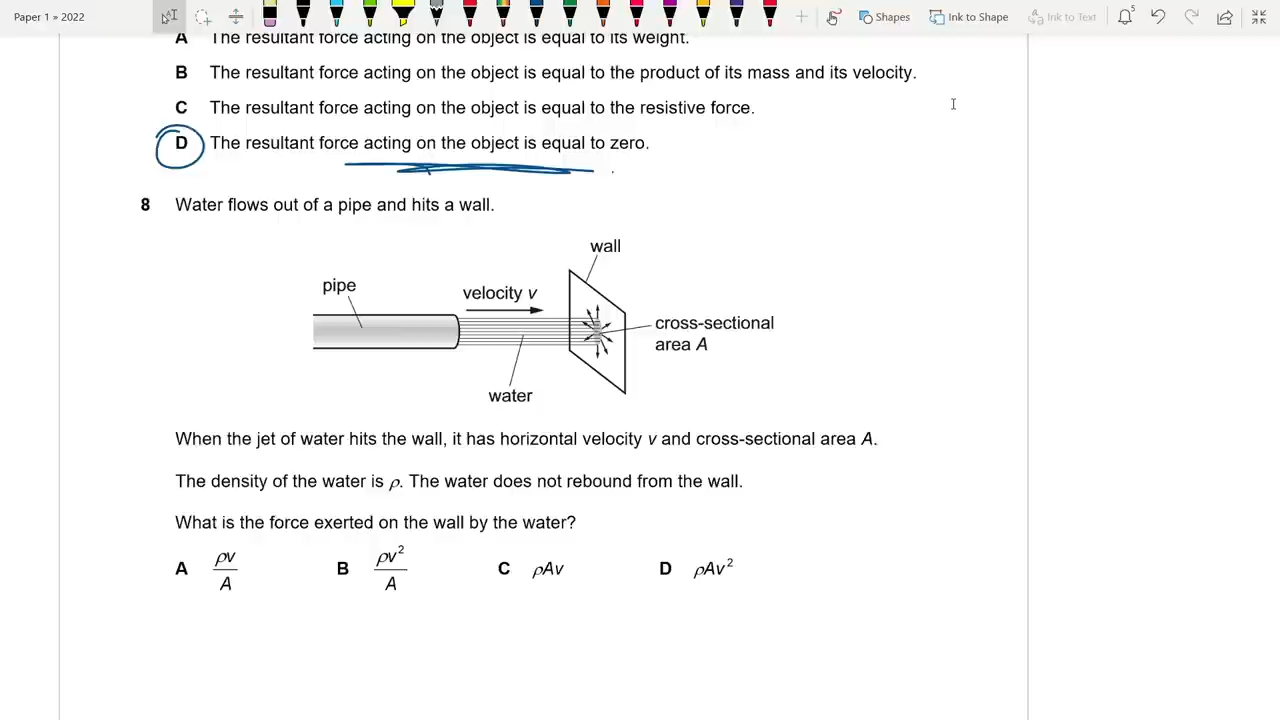 Paper 1 » 2022
Shapes
Ink to Shape
Ink to Text
5
A The resultant force acting on the object is equal to its weight.
B The resultant force acting on the object is equal to the product of its mass and its velocity.
C The resultant force acting on the object is equal to the resistive force.
D The resultant force acting on the object is equal to zero.
8 Water flows out of a pipe and hits a wall.
wall
pipe
velocity v
cross-sectional
area A
water
When the jet of water hits the wall, it has horizontal velocity v and cross-sectional area A.
The density of the water is ρ. The water does not rebound from the wall.
What is the force exerted on the wall by the water?
A ρv/A B ρv²/A C ρAv D ρAv²